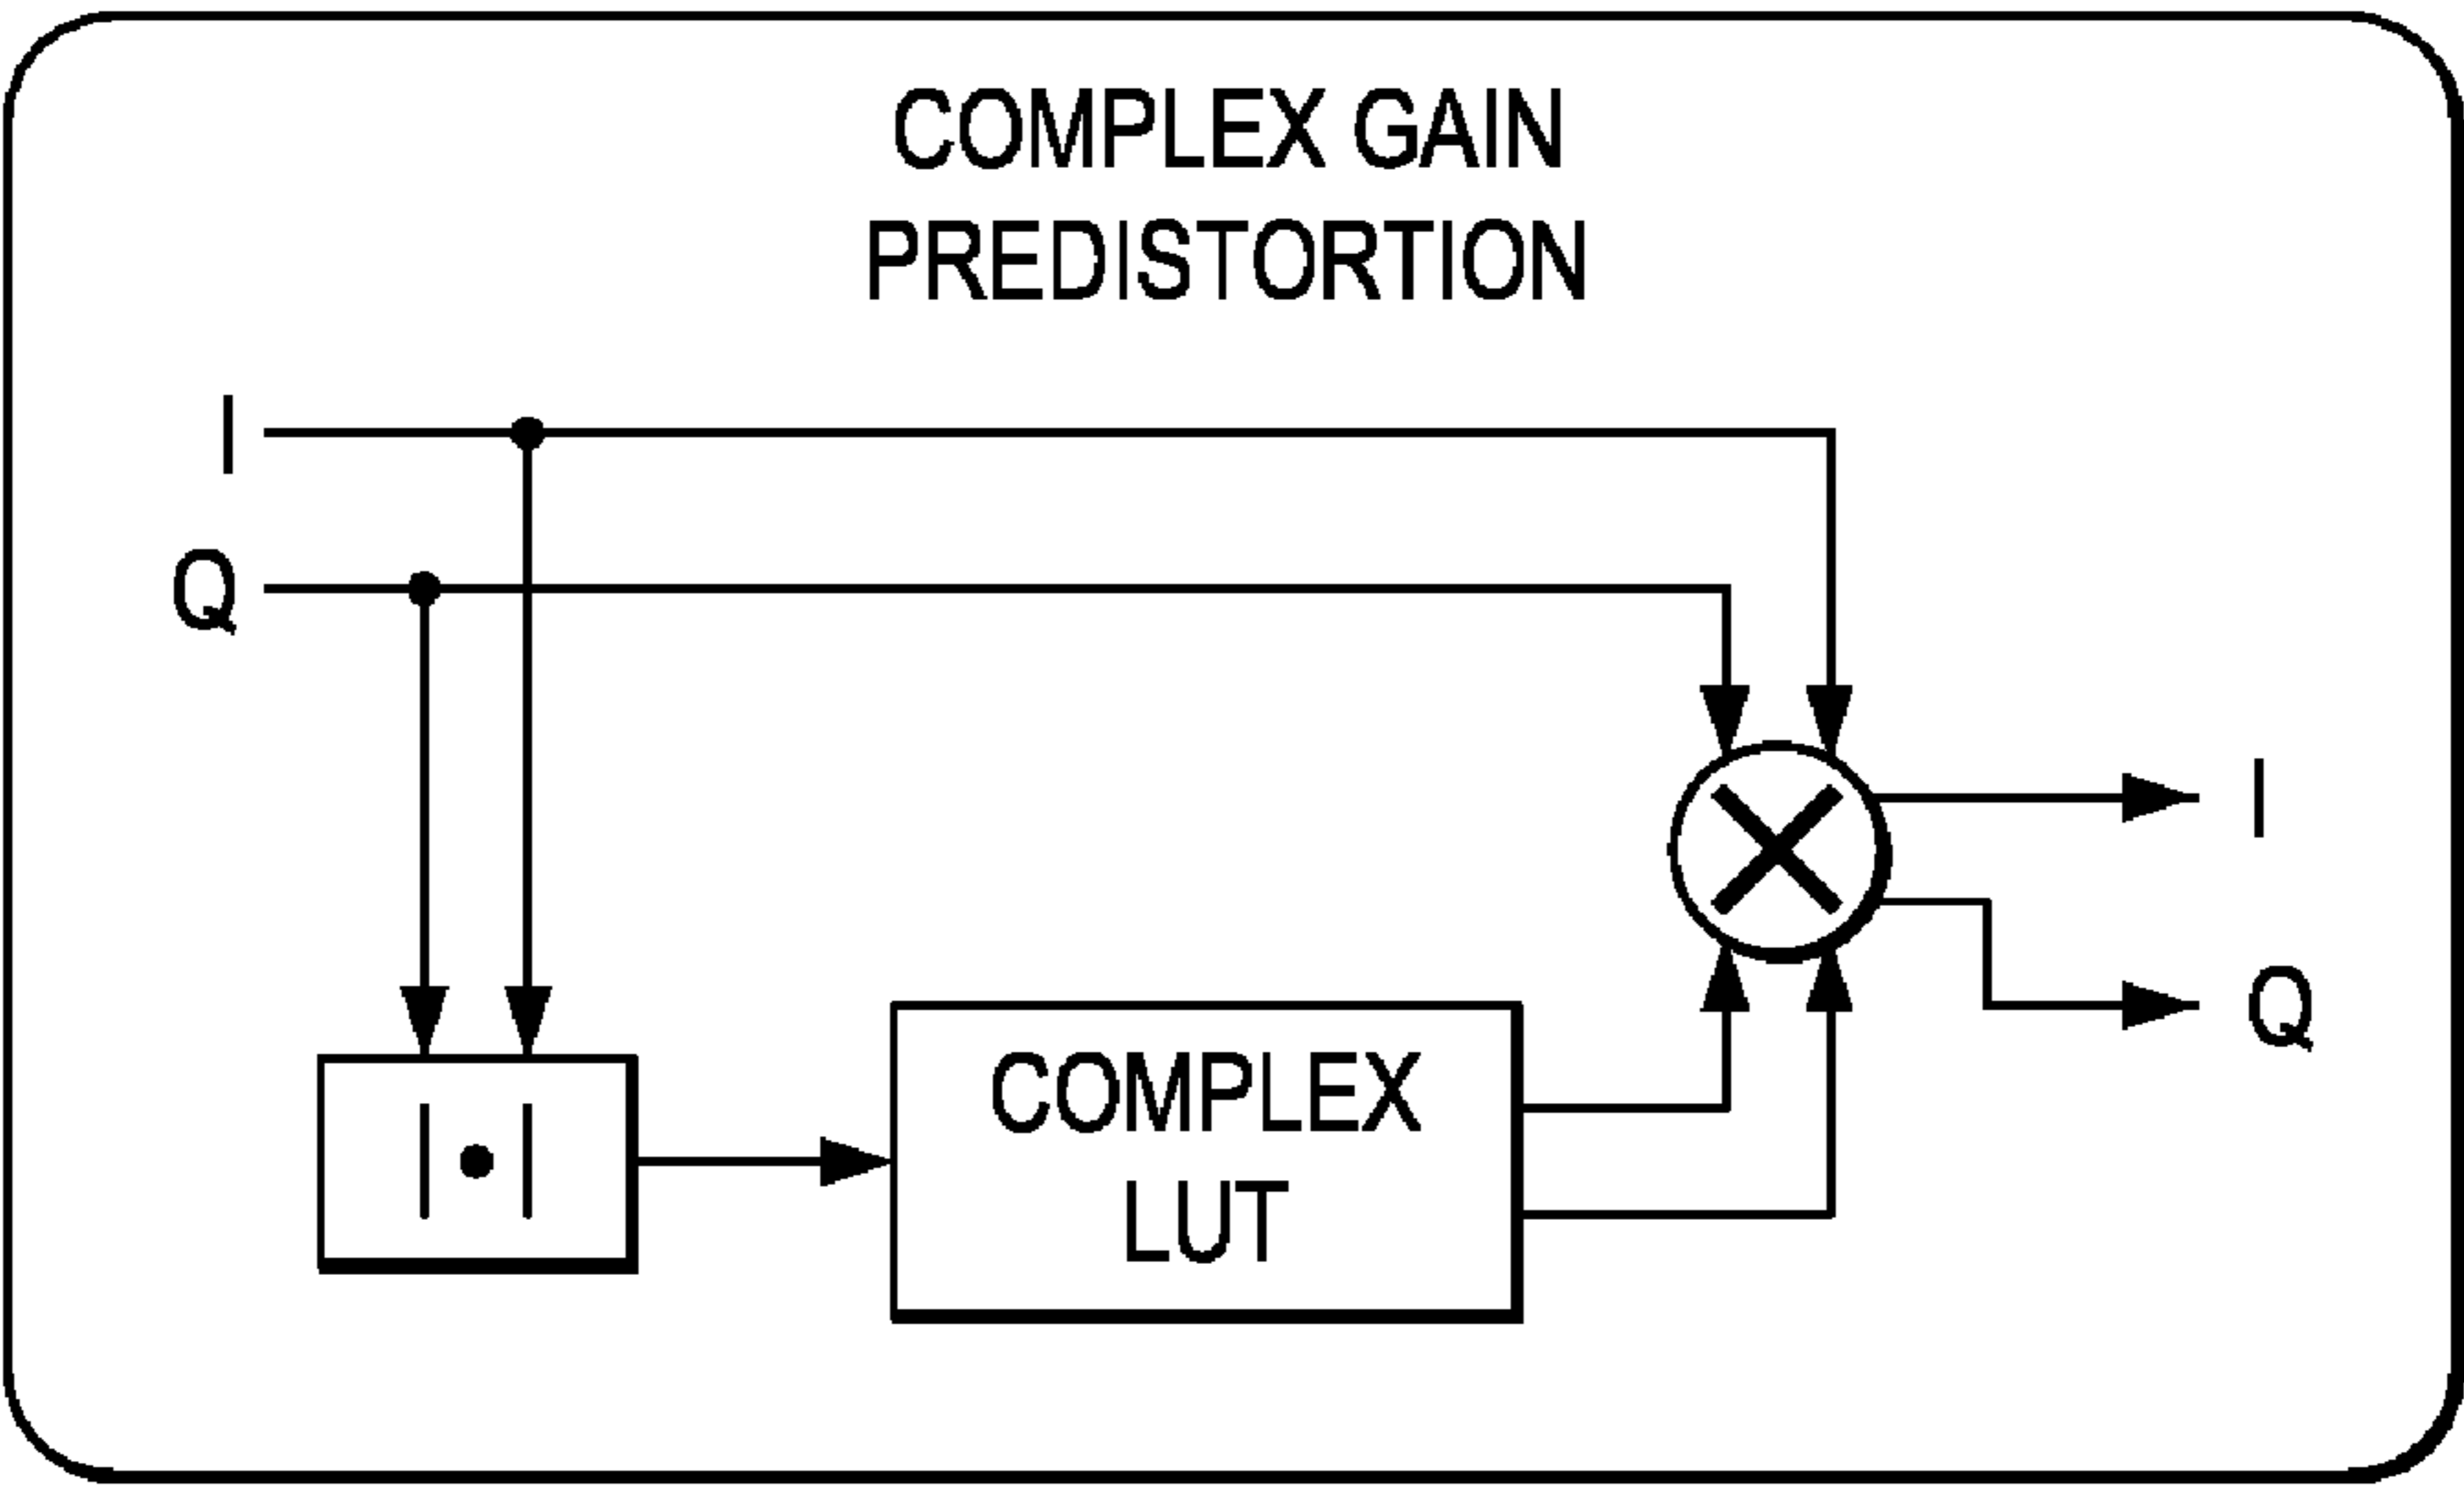 COMPLEX GAIN
PREDISTORTION
I
Q
I
Q
|•|
COMPLEX
LUT